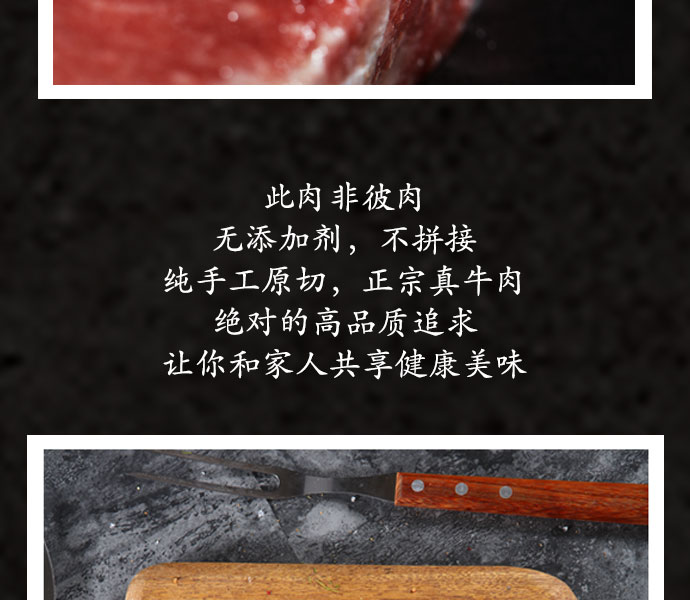 此肉非彼肉
无添加剂，不拼接
纯手工原切，正宗真牛肉
绝对的高品质追求
让你和家人共享健康美味